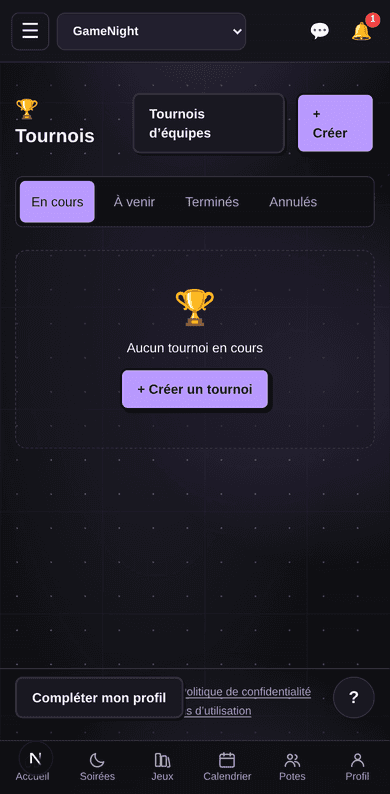 GameNight
1
Tournois
Tournois
d'équipes
+
Créer
En cours
À venir
Terminés
Annulés
Aucun tournoi en cours
+ Créer un tournoi
Compléter mon profil
olitique de confidentialité
s d'utilisation
?
N
Accueil
Soirées
Jeux
Calendrier
Potes
Profil